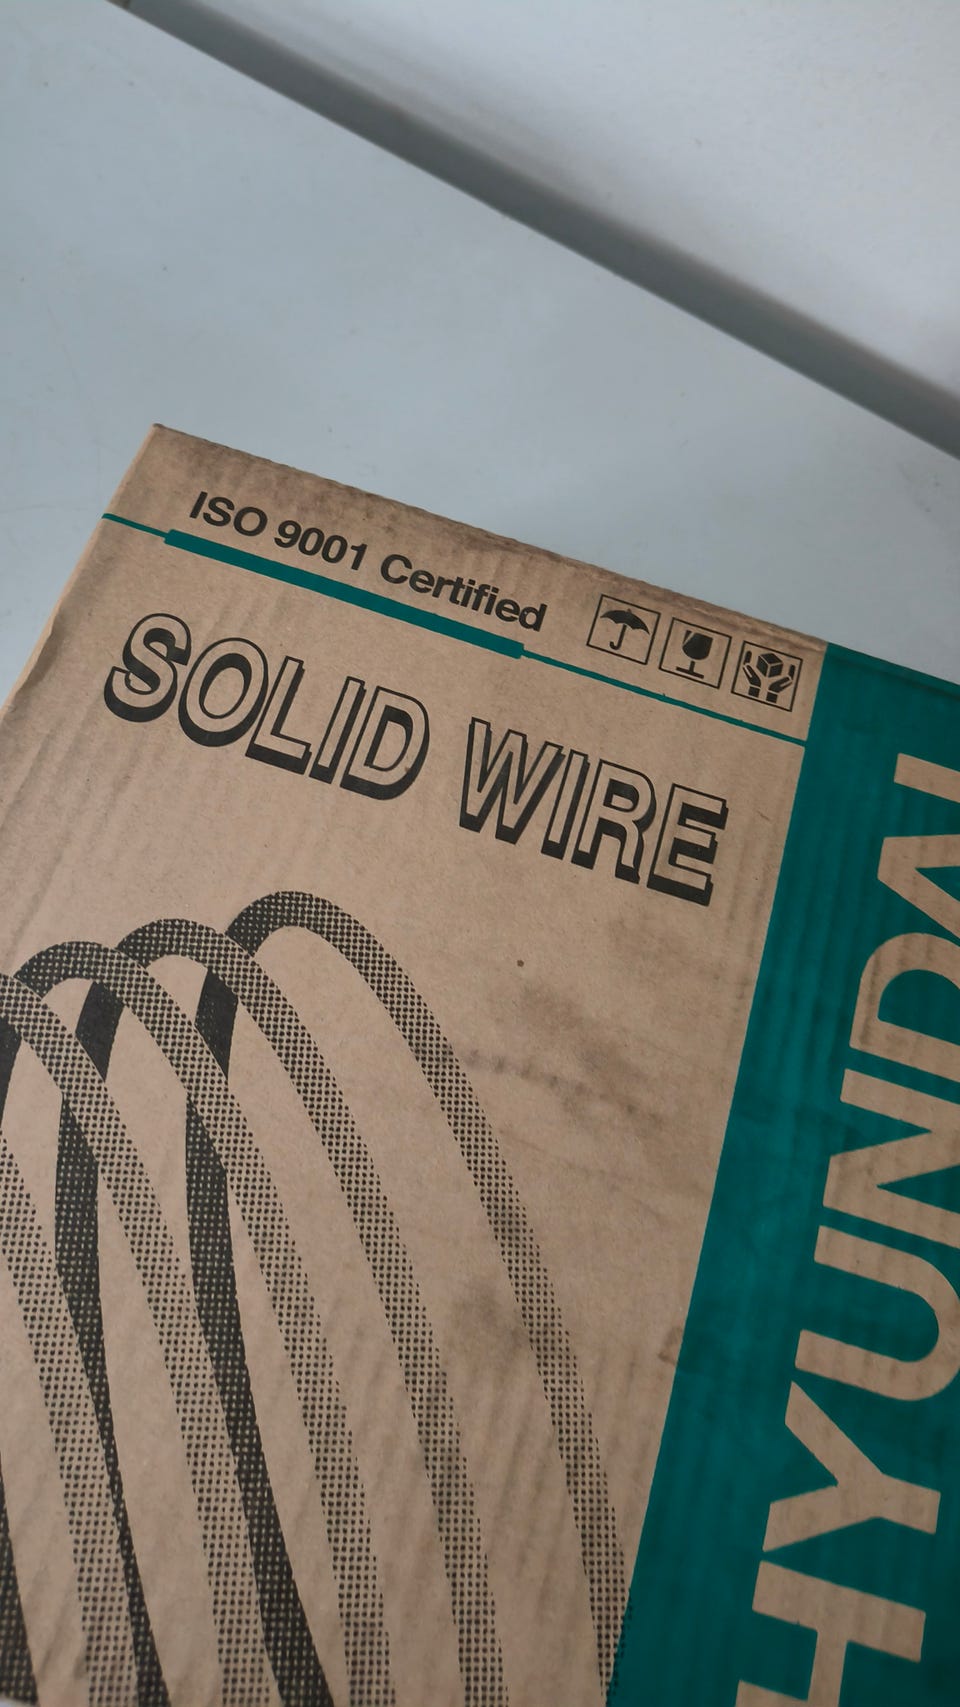 ISO 9001 Certified
SOLID WIRE
HYUNDAI